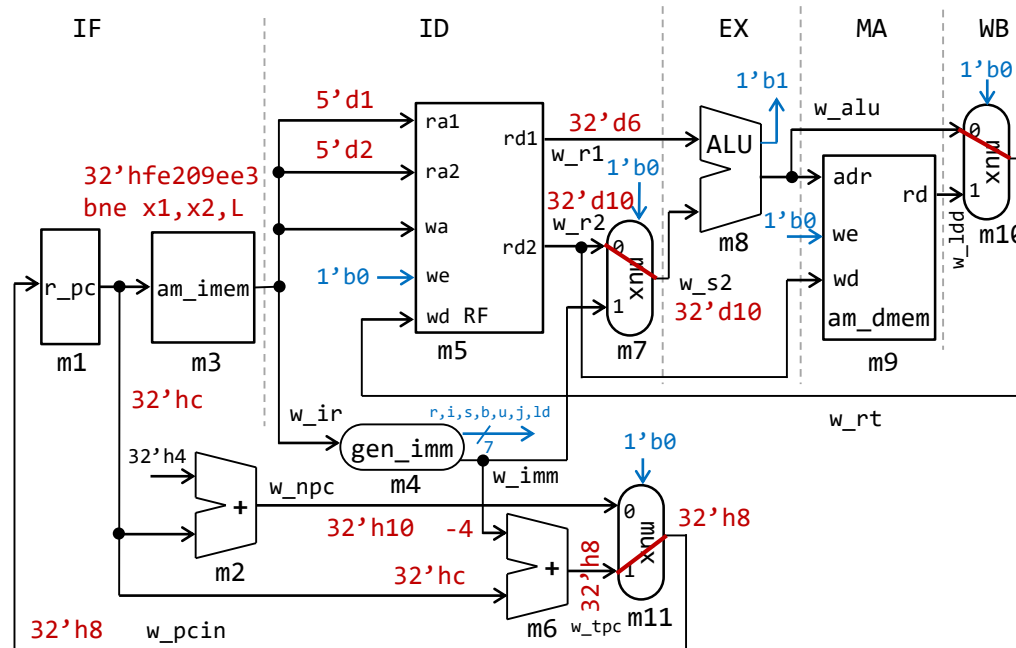 IF
ID
EX
MA
WB
5’d1
5’d2
32’hfe209ee3
bne x1,x2,L
r_pc
m1
am_imem
m3
ra1
ra2
wa
we
wd RF
rd1
rd2
m5
1’b0
32’d6
w_r1
1’b0
32’d10
w_r2
0
mux
1
m7
w_s2
32’d10
1’b1
ALU
m8
w_alu
adr
rd
we
wd
am_dmem
m9
1’b0
w_ldd
1’b0
0
mux
1
m10
w_rt
32’hc
w_ir
gen_imm
m4
r,i,s,b,u,j,ld
7
w_imm
32’h4
+
m2
w_npc
32’h10
-4
32’hc
+
m6
32’h8
w_tpc
1’b0
0
mux
1
m11
32’h8
32’h8
w_pcin